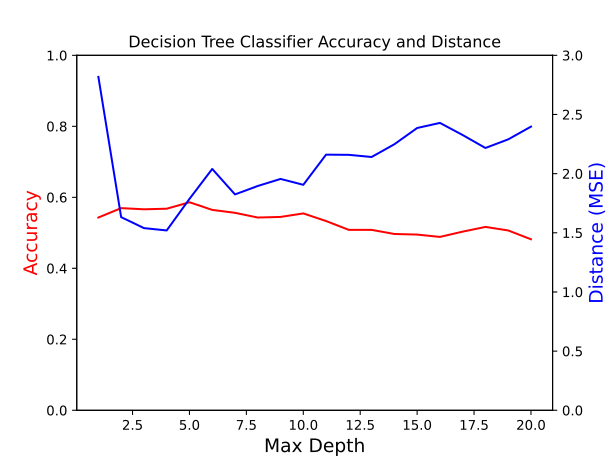 Decision Tree Classifier Accuracy and Distance
1.0
0.8
0.6
0.4
0.2
0.0
Accuracy
3.0
2.5
2.0
1.5
1.0
0.5
0.0
Distance (MSE)
2.5 5.0 7.5 10.0 12.5 15.0 17.5 20.0
Max Depth